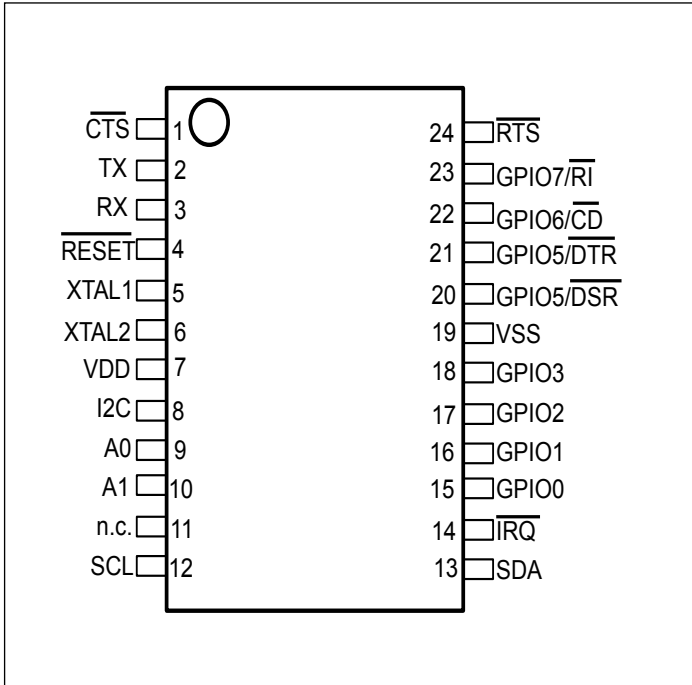 CTS 1 24 RTS
TX 2 23 GPIO7/RI
RX 3 22 GPIO6/CD
RESET 4 21 GPIO5/DTR
XTAL1 5 20 GPIO5/DSR
XTAL2 6 19 VSS
VDD 7 18 GPIO3
I2C 8 17 GPIO2
A0 9 16 GPIO1
A1 10 15 GPIO0
n.c. 11 14 IRQ
SCL 12 13 SDA